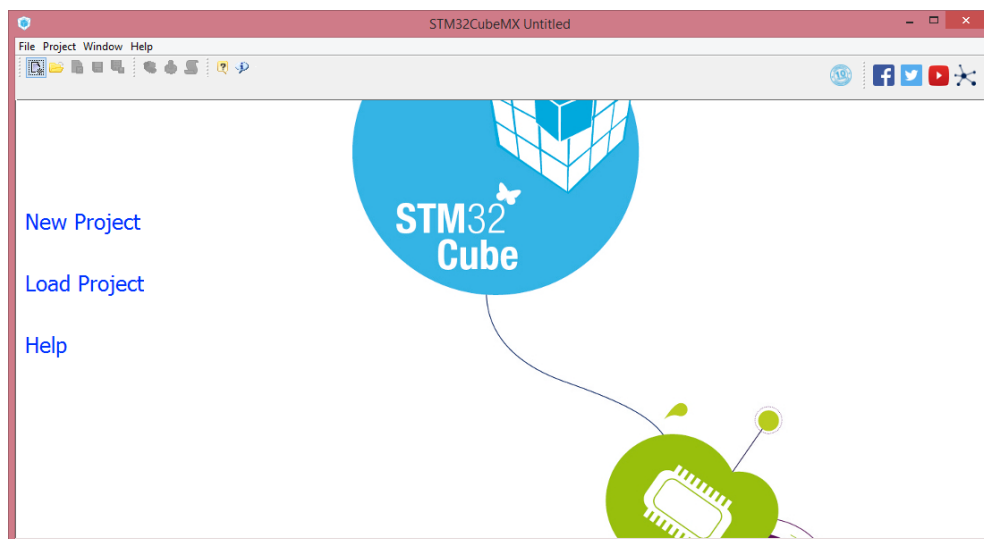 STM32CubeMX Untitled
File Project Window Help
New Project
Load Project
Help
STM32
Cube